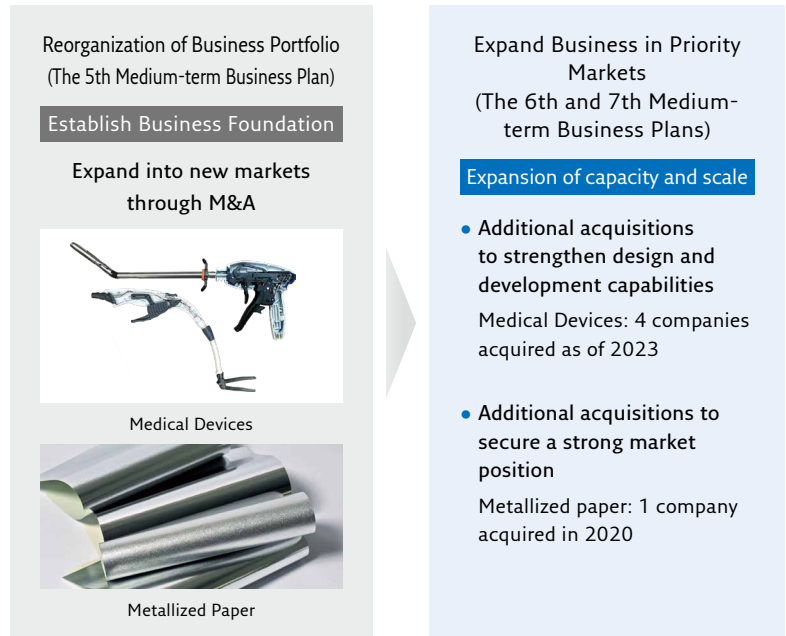 Reorganization of Business Portfolio
(The 5th Medium-term Business Plan)
Establish Business Foundation
Expand into new markets
through M&A
Medical Devices
Metallized Paper
Expand Business in Priority
Markets
(The 6th and 7th Medium-
term Business Plans)
Expansion of capacity and scale
• Additional acquisitions
to strengthen design and
development capabilities
Medical Devices: 4 companies
acquired as of 2023
• Additional acquisitions to
secure a strong market
position
Metallized paper: 1 company
acquired in 2020